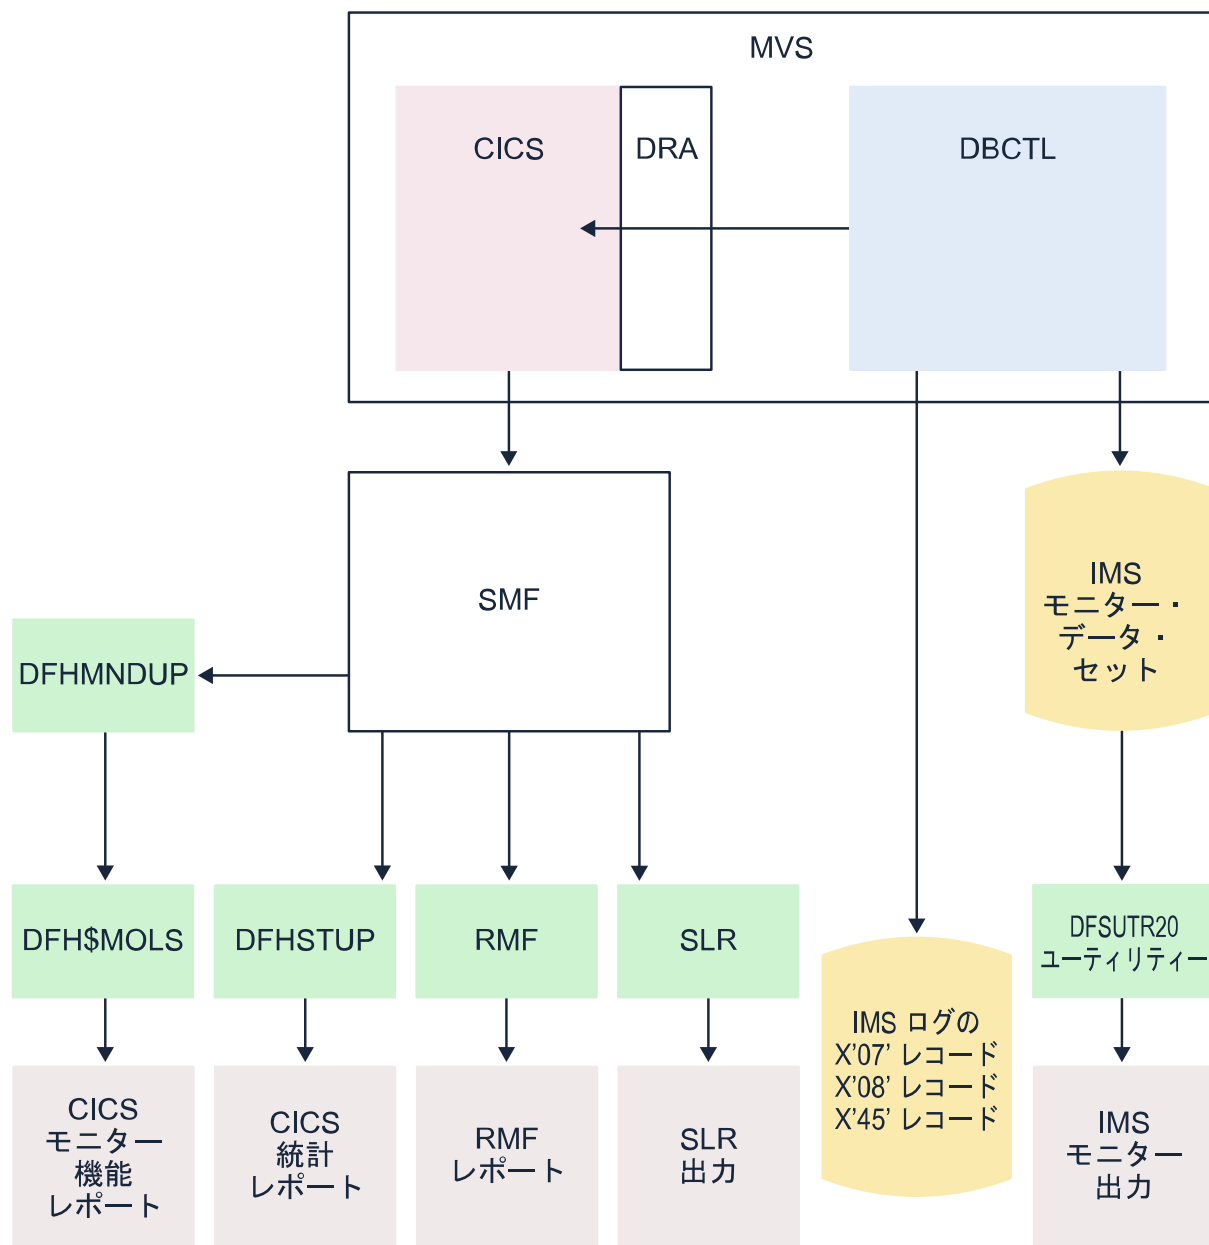 MVS
CICS
DRA
DBCTL
SMF
IMS
モニター・
データ・
セット
DFHMNDUP
DFH$MOLS
DFHSTUP
RMF
SLR
DFSUTR20
ユーティリティー
IMS ログの
X’07’ レコード
X’08’ レコード
X’45’ レコード
CICS
モニター
機能
レポート
CICS
統計
レポート
RMF
レポート
SLR
出力
IMS
モニター
出力